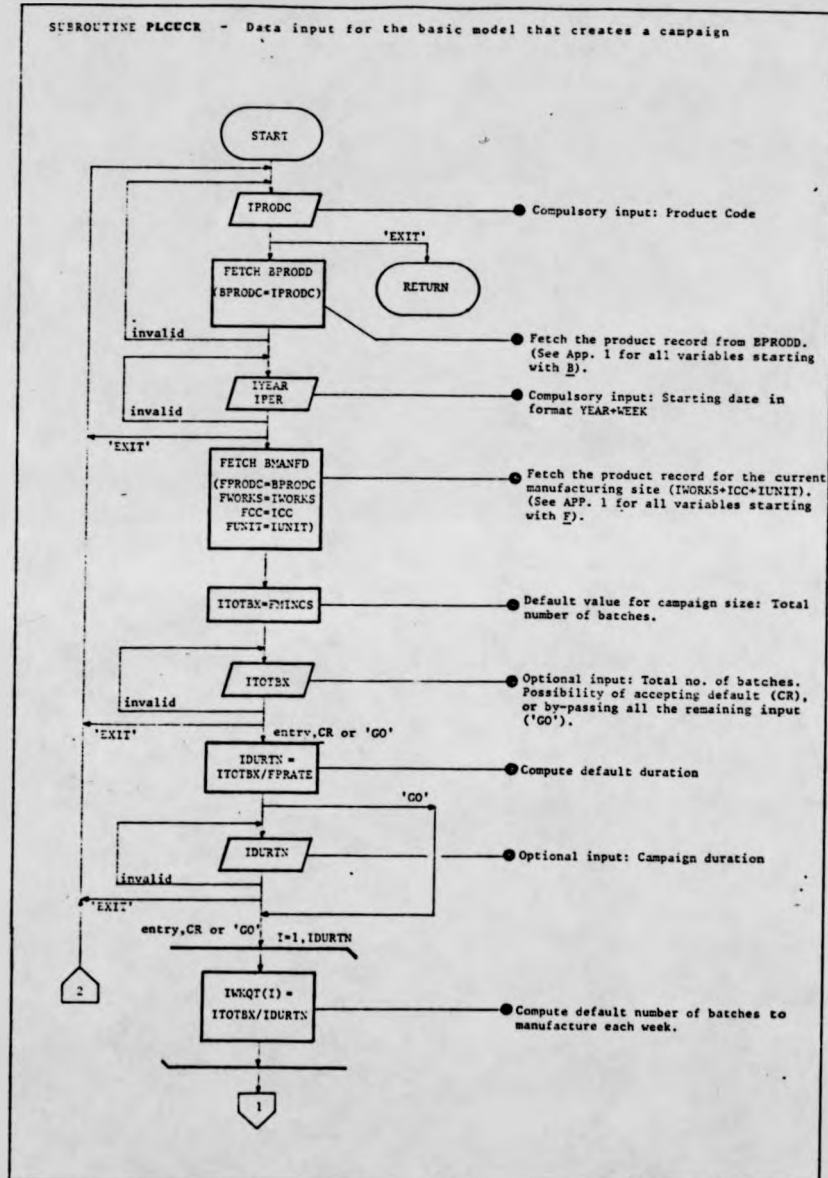 SUBROUTINE PLCCCR - Data input for the basic model that creates a campaign
START
IPRODC
Compulsory input: Product Code
'EXIT'
FETCH BPRODD
(BPRODC=IPRODC)
RETURN
invalid
Fetch the product record from BPRODD.
(See App. 1 for all variables starting
with B).
IYEAR
IPER
Compulsory input: Starting date in
format YEAR+WEEK
invalid
'EXIT'
FETCH BMANFD
(FPRODC=BPRODC
FWORKS=IWORKS
FCC=ICC
FUNIT=IUNIT)
Fetch the product record for the current
manufacturing site (IWORKS+ICC+IUNIT).
(See APP. 1 for all variables starting
with F).
ITOTBX=FMINCS
Default value for campaign size: Total
number of batches.
ITOTBX
Optional input: Total no. of batches.
Possibility of accepting default (CR),
or by-passing all the remaining input
('GO').
invalid
'EXIT'
entry,CR or 'GO'
IDURTN =
ITOTBX/FPRATE
Compute default duration
'GO'
IDURTN
Optional input: Campaign duration
invalid
'EXIT'
entry,CR or 'GO'
I=1,IDURTN
2
IWKQT(I) =
ITOTBX/IDURTN
Compute default number of batches to
manufacture each week.
1